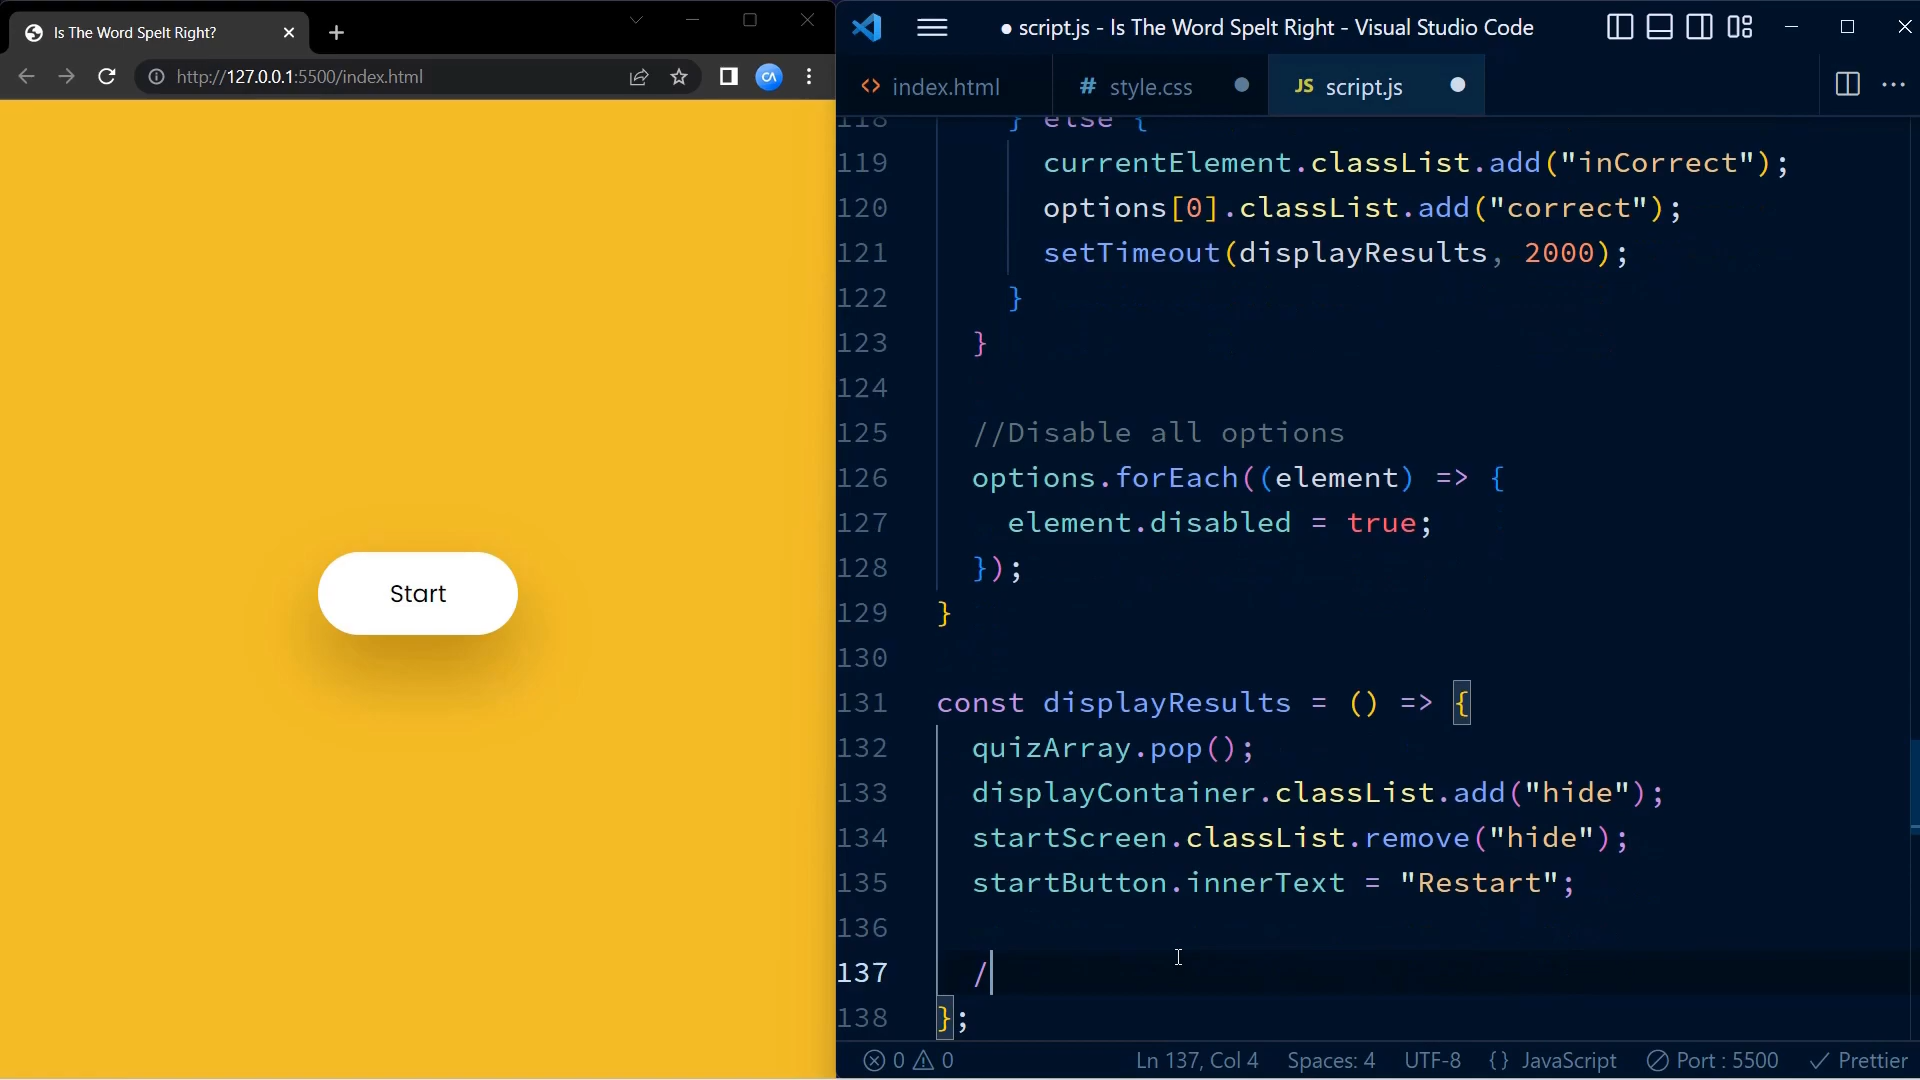 Is The Word Spelt Right?
http://127.0.0.1:5500/index.html
CA
Start
● script.js - Is The Word Spelt Right - Visual Studio Code
<> index.html
# style.css ●
JS script.js ●
118 } else {
119 currentElement.classList.add("inCorrect");
120 options[0].classList.add("correct");
121 setTimeout(displayResults, 2000);
122 }
123 }
124
125 //Disable all options
126 options.forEach((element) => {
127 element.disabled = true;
128 });
129 }
130
131 const displayResults = () => {
132 quizArray.pop();
133 displayContainer.classList.add("hide");
134 startScreen.classList.remove("hide");
135 startButton.innerText = "Restart";
136
137 /
138 };
0 0 Ln 137, Col 4 Spaces: 4 UTF-8 {} JavaScript Port : 5500 Prettier